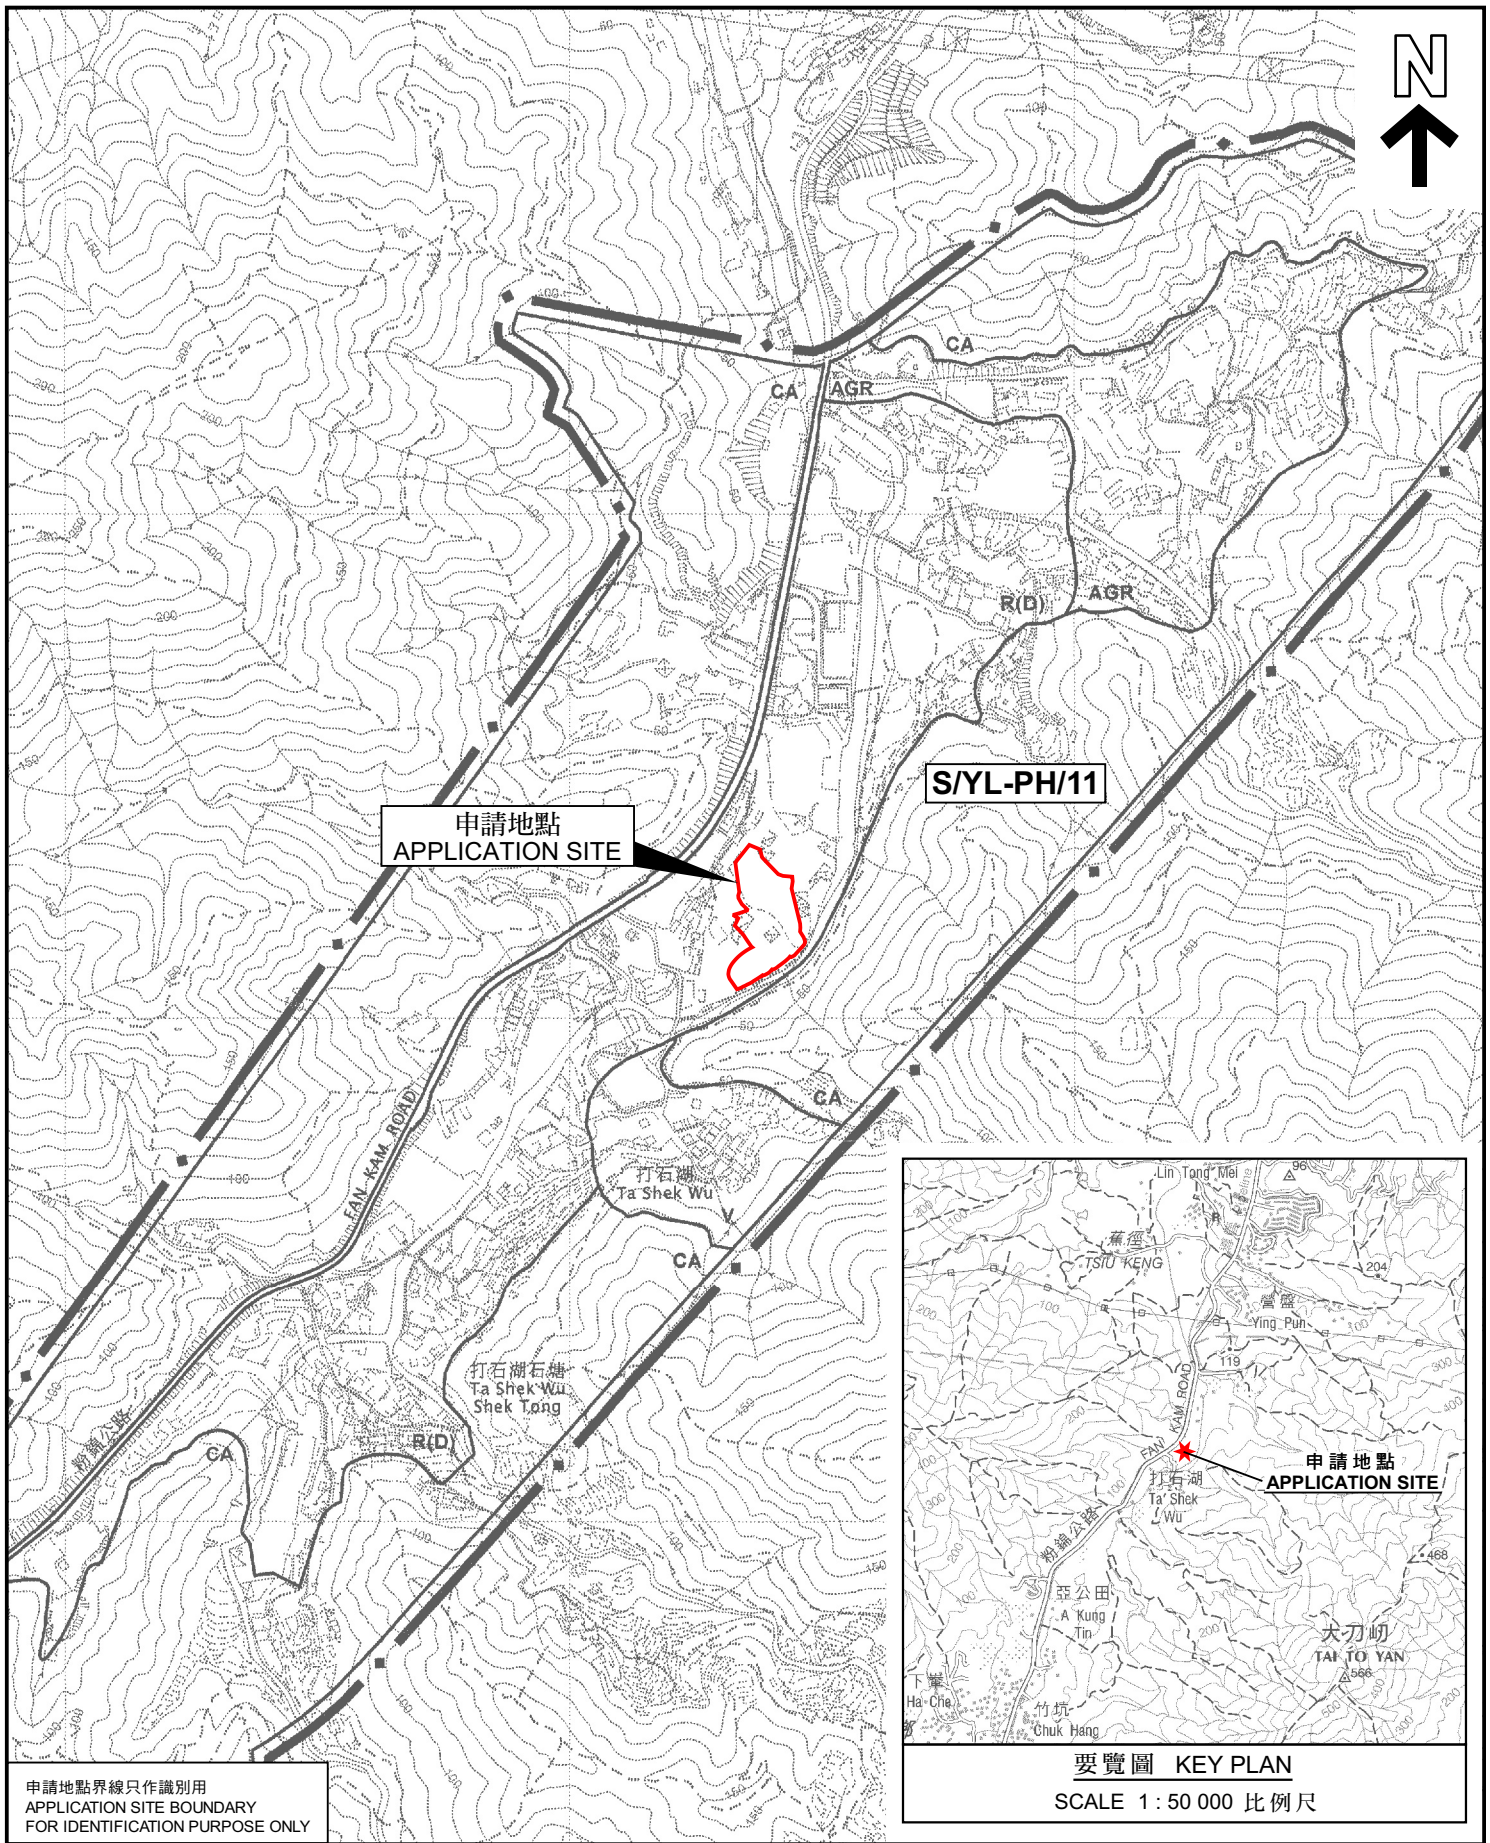 N
CA
CA
AGR
R(D)
AGR
S/YL-PH/11
申請地點
APPLICATION SITE
FAN KAM ROAD
CA
打石湖
Ta Shek Wu
V
CA
打石湖石塘
Ta Shek Wu
Shek Tong
R(D)
粉錦公路
CA
申請地點界線只作識別用
APPLICATION SITE BOUNDARY
FOR IDENTIFICATION PURPOSE ONLY
Lin Tong Mei
96
蕉徑
TSIU KENG
204
營盤
Ying Pun
119
FAN KAM ROAD
申請地點
APPLICATION SITE
打石湖
Ta Shek
Wu
粉錦公路
468
亞公田
A Kung
Tin
大刀屻
TAI TO YAN
566
下輋
Ha Che
竹坑
Chuk Hang
要覽圖 KEY PLAN
SCALE 1 : 50 000 比例尺